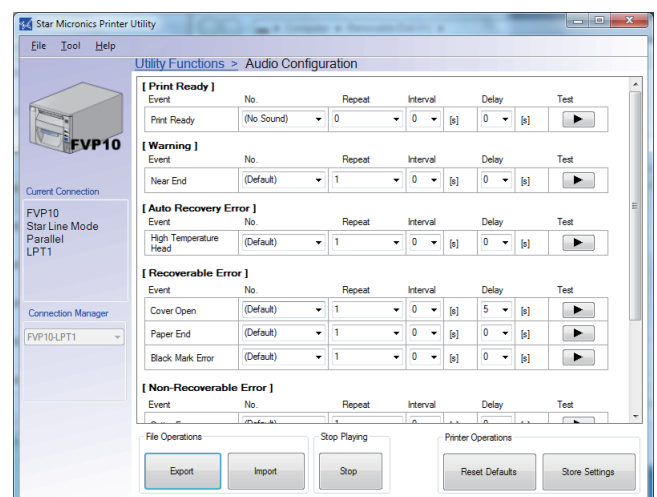 Star Micronics Printer Utility
File Tool Help
Utility Functions > Audio Configuration
FVP10
Current Connection
FVP10
Star Line Mode
Parallel
LPT1
Connection Manager
FVP10-LPT1
[ Print Ready ]
Event No. Repeat Interval Delay Test
Print Ready (No Sound) 0 0 [s] 0 [s]
[ Warning ]
Event No. Repeat Interval Delay Test
Near End (Default) 1 0 [s] 0 [s]
[ Auto Recovery Error ]
Event No. Repeat Interval Delay Test
High Temperature
Head (Default) 1 0 [s] 0 [s]
[ Recoverable Error ]
Event No. Repeat Interval Delay Test
Cover Open (Default) 1 0 [s] 5 [s]
Paper End (Default) 1 0 [s] 0 [s]
Black Mark Error (Default) 1 0 [s] 0 [s]
[ Non-Recoverable Error ]
Event No. Repeat Interval Delay Test
File Operations Stop Playing Printer Operations
Export Import Stop Reset Defaults Store Settings